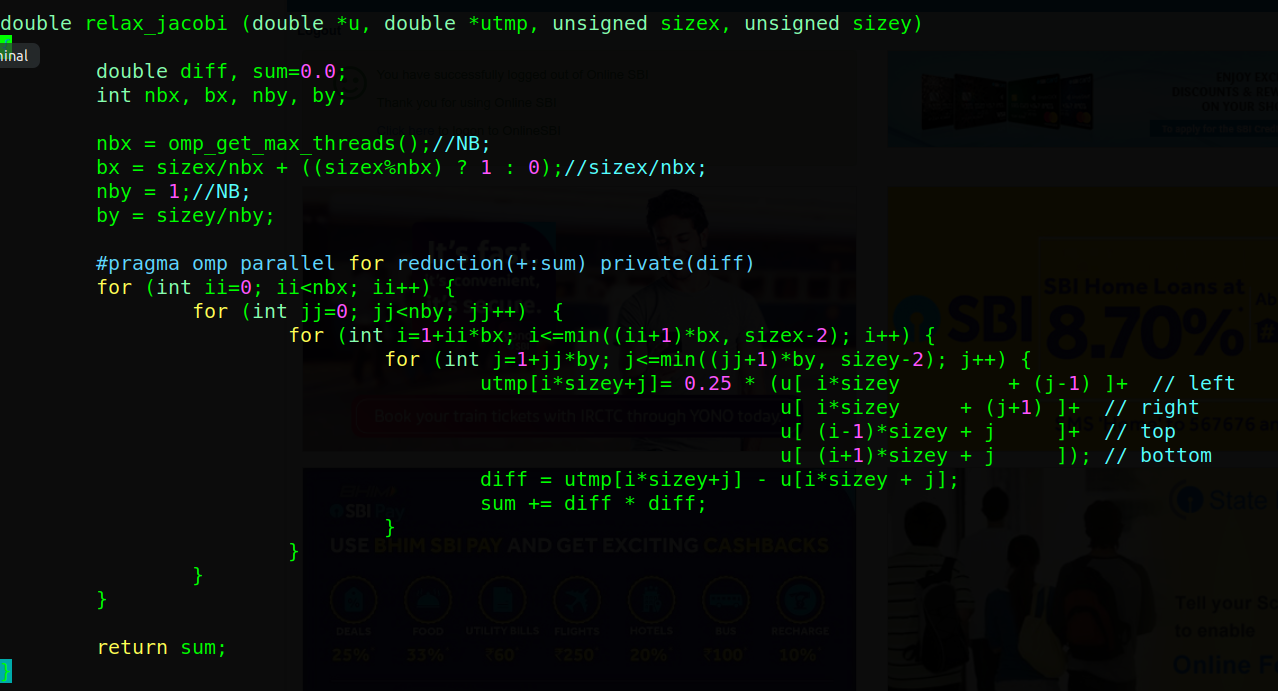 double relax_jacobi (double *u, double *utmp, unsigned sizex, unsigned sizey)
{
inal
double diff, sum=0.0;
int nbx, bx, nby, by;
nbx = omp_get_max_threads();//NB;
bx = sizex/nbx + ((sizex%nbx) ? 1 : 0);//sizex/nbx;
nby = 1;//NB;
by = sizey/nby;
#pragma omp parallel for reduction(+:sum) private(diff)
for (int ii=0; ii<nbx; ii++) {
for (int jj=0; jj<nby; jj++)  {
for (int i=1+ii*bx; i<=min((ii+1)*bx, sizex-2); i++) {
for (int j=1+jj*by; j<=min((jj+1)*by, sizey-2); j++) {
utmp[i*sizey+j]= 0.25 * (u[ i*sizey         + (j-1) ]+  // left
u[ i*sizey     + (j+1) ]+  // right
u[ (i-1)*sizey + j     ]+  // top
u[ (i+1)*sizey + j     ]); // bottom
diff = utmp[i*sizey+j] - u[i*sizey + j];
sum += diff * diff;
}
}
}
}
return sum;
}
You have successfully logged out of Online SBI
Thank you for using Online SBI
ENJOY EXC
DISCOUNTS & REW
ON YOUR SH
It's fast
SBI
SBI Home Loans at
8.70%
Book your train tickets with IRCTC through YONO today
567676
SBI Pay
USE BHIM SBI PAY AND GET EXCITING CASHBACKS
DEALS FOOD UTILITY BILLS FLIGHTS HOTELS BUS RECHARGE
25% 33% ₹60 ₹250 20% ₹100 10%
State
Tell your So
to enable
Online F